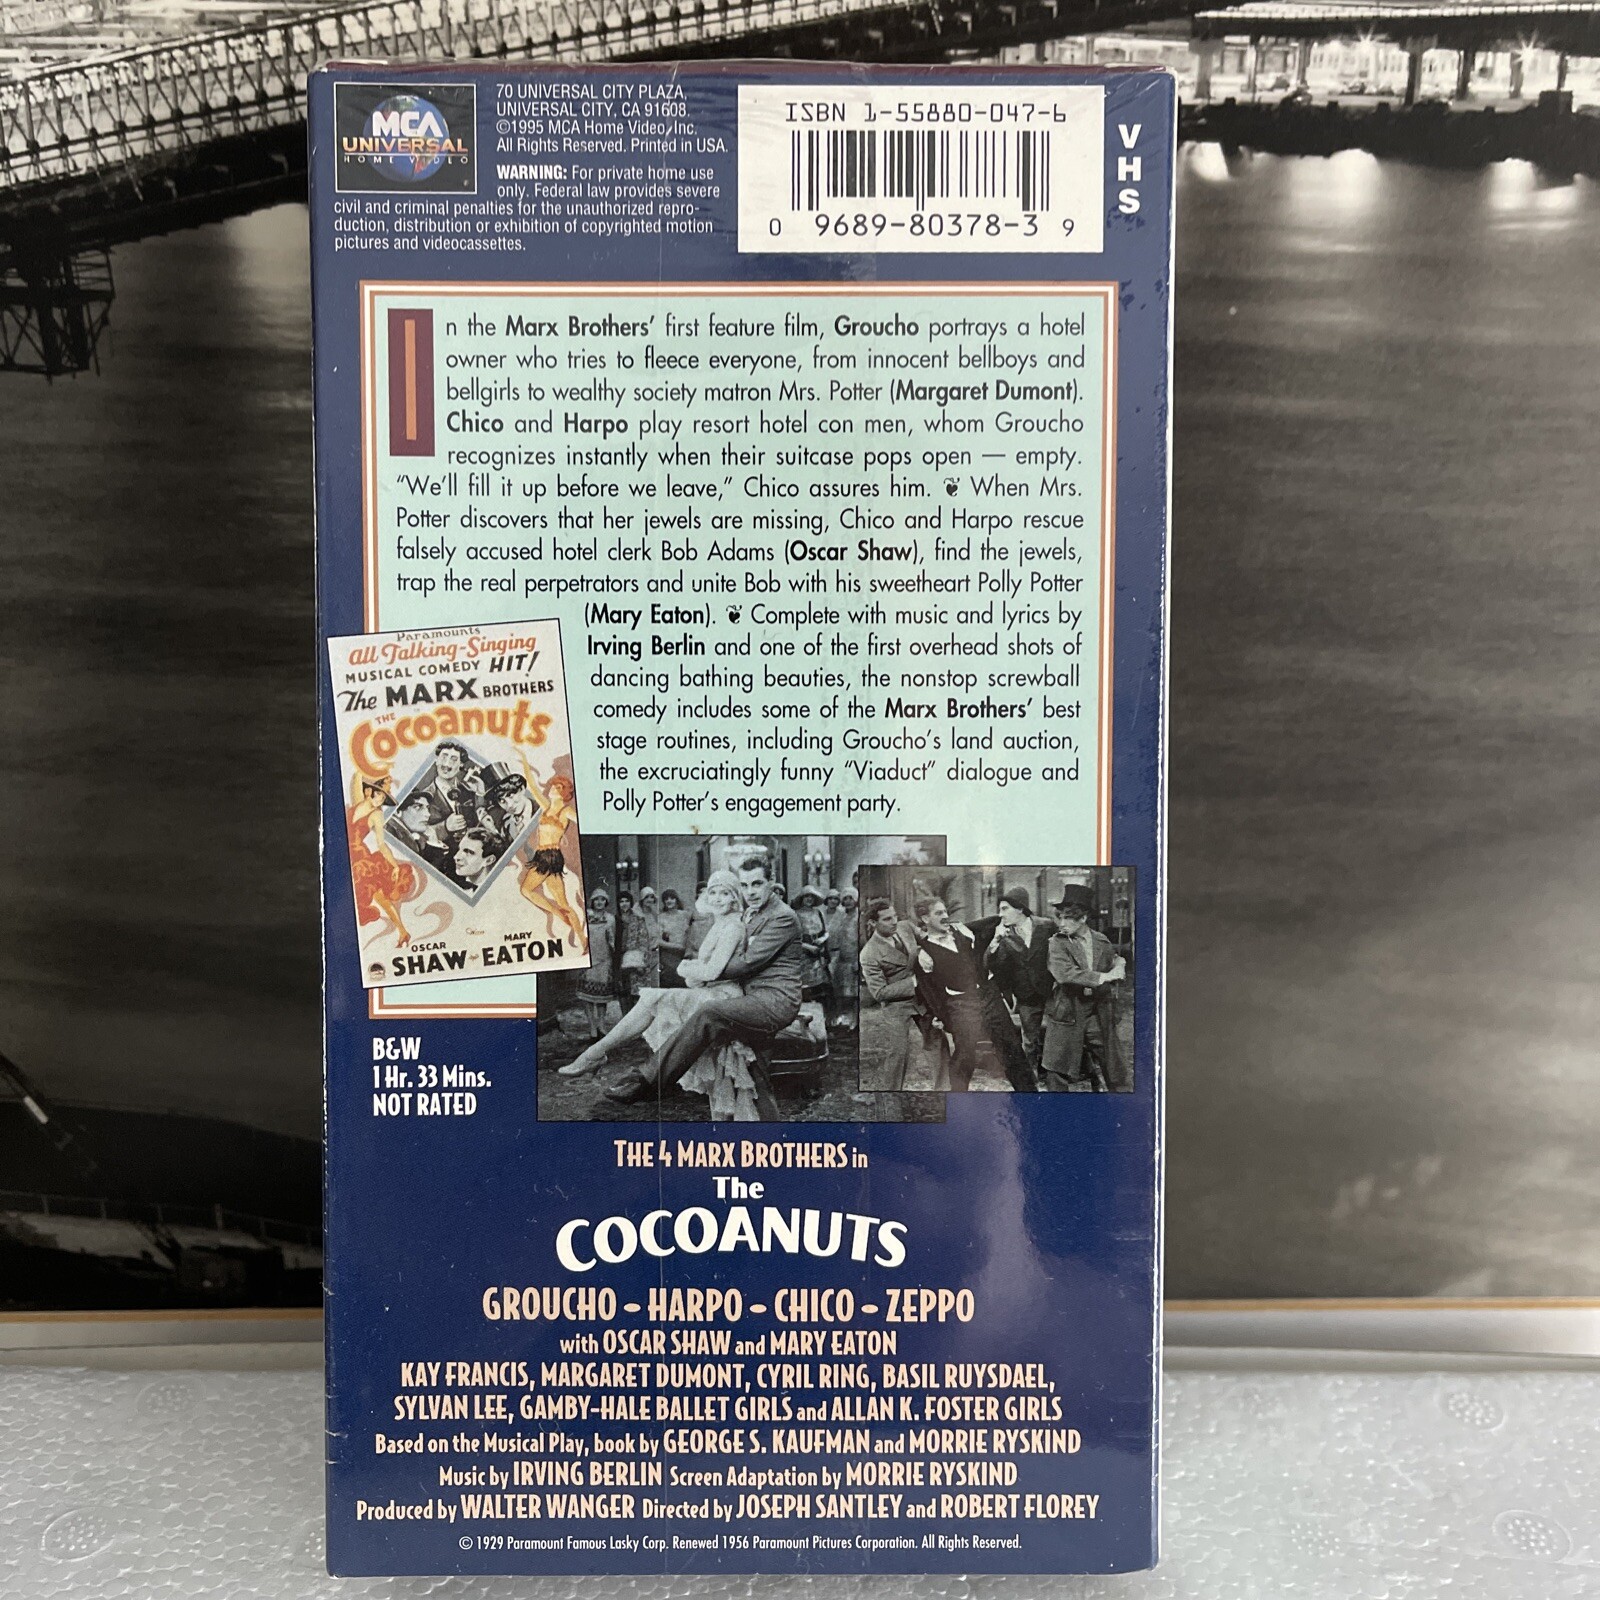 MCA
UNIVERSAL
HOME VIDEO
70 UNIVERSAL CITY PLAZA,
UNIVERSAL CITY, CA 91608.
©1995 MCA Home Video, Inc.
All Rights Reserved. Printed in USA.
WARNING: For private home use
only. Federal law provides severe
civil and criminal penalties for the unauthorized repro-
duction, distribution or exhibition of copyrighted motion
pictures and videocassettes.
ISBN 1-55880-047-6
0 9689-80378-3 9
VHS
In the Marx Brothers' first feature film, Groucho portrays a hotel
owner who tries to fleece everyone, from innocent bellboys and
bellgirls to wealthy society matron Mrs. Potter (Margaret Dumont).
Chico and Harpo play resort hotel con men, whom Groucho
recognizes instantly when their suitcase pops open — empty.
“We'll fill it up before we leave,” Chico assures him. ❦ When Mrs.
Potter discovers that her jewels are missing, Chico and Harpo rescue
falsely accused hotel clerk Bob Adams (Oscar Shaw), find the jewels,
trap the real perpetrators and unite Bob with his sweetheart Polly Potter
(Mary Eaton). ❦ Complete with music and lyrics by
Irving Berlin and one of the first overhead shots of
dancing bathing beauties, the nonstop screwball
comedy includes some of the Marx Brothers' best
stage routines, including Groucho's land auction,
the excruciatingly funny “Viaduct” dialogue and
Polly Potter's engagement party.
Paramounts
all Talking-Singing
MUSICAL COMEDY HIT!
The MARX BROTHERS
THE
Cocoanuts
OSCAR MARY
SHAW EATON
B&W
1 Hr. 33 Mins.
NOT RATED
THE 4 MARX BROTHERS in
The
COCOANUTS
GROUCHO - HARPO - CHICO - ZEPPO
with OSCAR SHAW and MARY EATON
KAY FRANCIS, MARGARET DUMONT, CYRIL RING, BASIL RUYSDAEL,
SYLVAN LEE, GAMBY-HALE BALLET GIRLS and ALLAN K. FOSTER GIRLS
Based on the Musical Play, book by GEORGE S. KAUFMAN and MORRIE RYSKIND
Music by IRVING BERLIN Screen Adaptation by MORRIE RYSKIND
Produced by WALTER WANGER Directed by JOSEPH SANTLEY and ROBERT FLOREY
© 1929 Paramount Famous Lasky Corp. Renewed 1956 Paramount Pictures Corporation. All Rights Reserved.